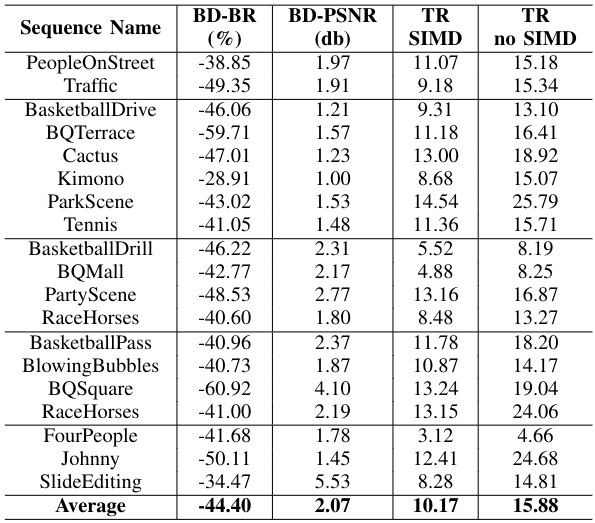 Sequence Name BD-BR (%) BD-PSNR (db) TR SIMD TR no SIMD
PeopleOnStreet -38.85 1.97 11.07 15.18
Traffic -49.35 1.91 9.18 15.34
BasketballDrive -46.06 1.21 9.31 13.10
BQTerrace -59.71 1.57 11.18 16.41
Cactus -47.01 1.23 13.00 18.92
Kimono -28.91 1.00 8.68 15.07
ParkScene -43.02 1.53 14.54 25.79
Tennis -41.05 1.48 11.36 15.71
BasketballDrill -46.22 2.31 5.52 8.19
BQMall -42.77 2.17 4.88 8.25
PartyScene -48.53 2.77 13.16 16.87
RaceHorses -40.60 1.80 8.48 13.27
BasketballPass -40.96 2.37 11.78 18.20
BlowingBubbles -40.73 1.87 10.87 14.17
BQSquare -60.92 4.10 13.24 19.04
RaceHorses -41.00 2.19 13.15 24.06
FourPeople -41.68 1.78 3.12 4.66
Johnny -50.11 1.45 12.41 24.68
SlideEditing -34.47 5.53 8.28 14.81
Average -44.40 2.07 10.17 15.88